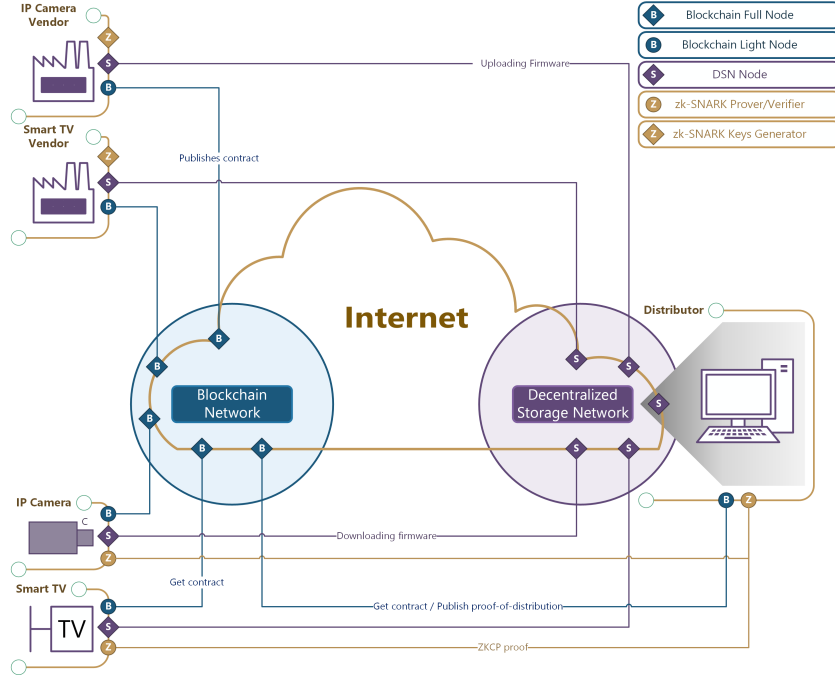 IP Camera
Vendor
Z
S
B
Smart TV
Vendor
Z
S
B
Uploading Firmware
Publishes contract
B Blockchain Full Node
B Blockchain Light Node
S DSN Node
Z zk-SNARK Prover/Verifier
Z zk-SNARK Keys Generator
Internet
Distributor
B
B
B
B
B
Blockchain
Network
S
S
S
S
S
Decentralized
Storage Network
B
Z
IP Camera
C
B
S
Z
Downloading firmware
Get contract
Smart TV
TV
B
S
Z
Get contract / Publish proof-of-distribution
ZKCP proof